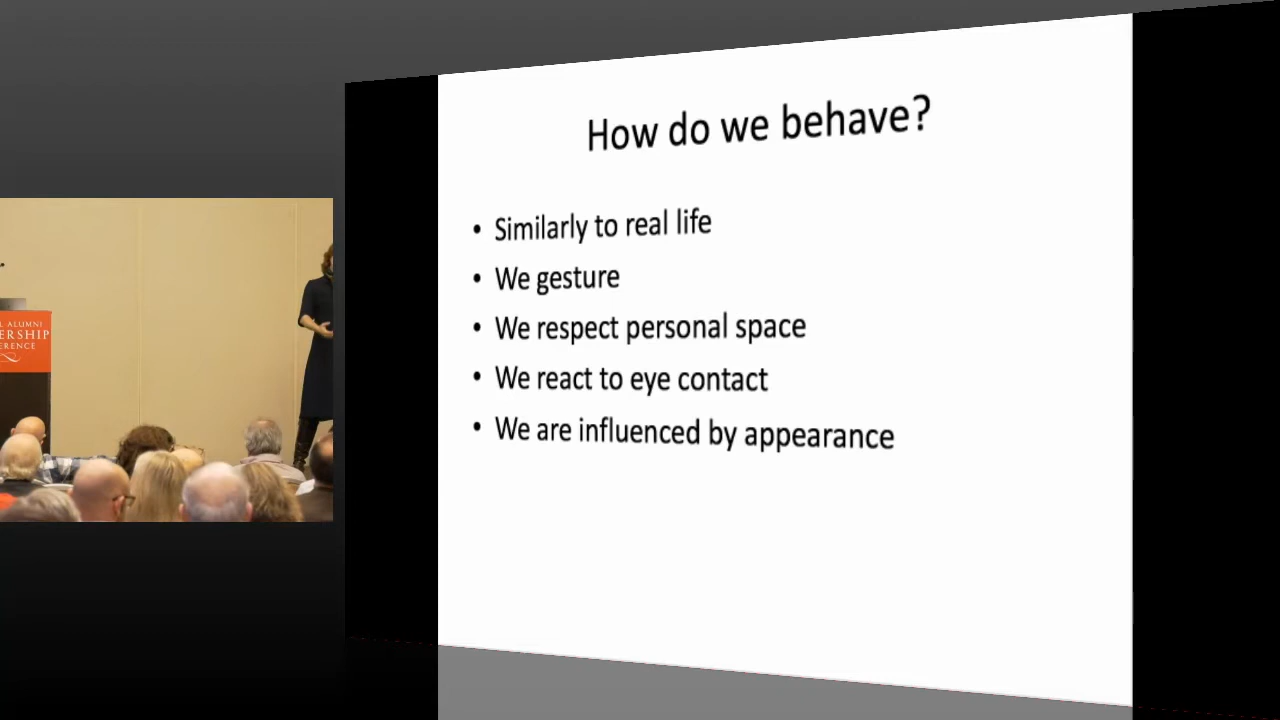 How do we behave?
• Similarly to real life
• We gesture
• We respect personal space
• We react to eye contact
• We are influenced by appearance
ALUMNI